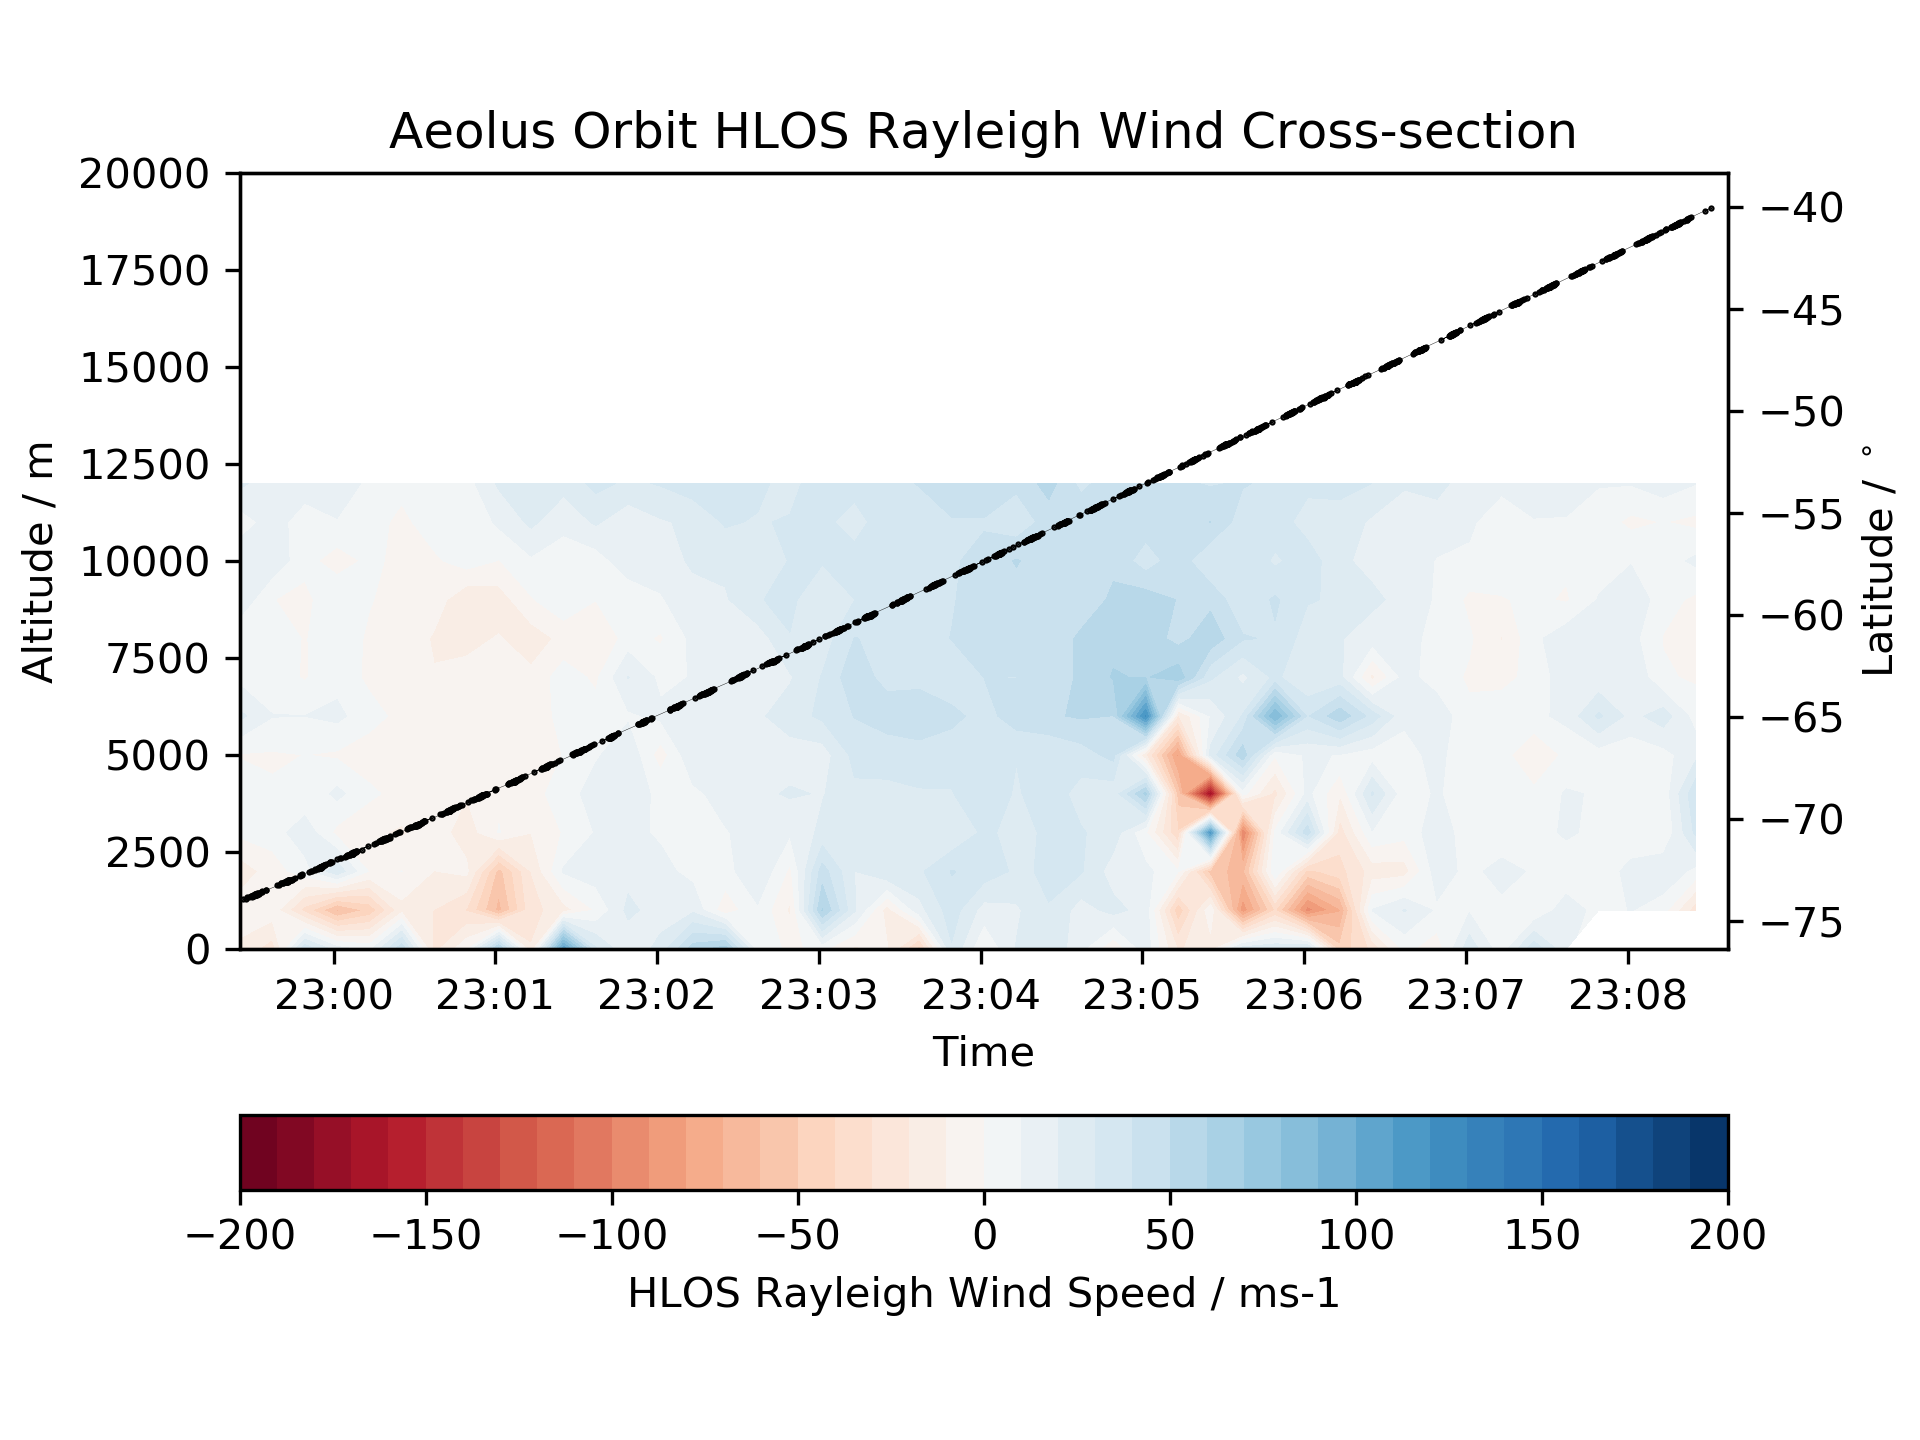 Aeolus Orbit HLOS Rayleigh Wind Cross-section
20000
17500
15000
12500
10000
7500
5000
2500
0
Altitude / m
−40
−45
−50
−55
−60
−65
−70
−75
Latitude / °
23:00 23:01 23:02 23:03 23:04 23:05 23:06 23:07 23:08
Time
−200 −150 −100 −50 0 50 100 150 200
HLOS Rayleigh Wind Speed / ms-1